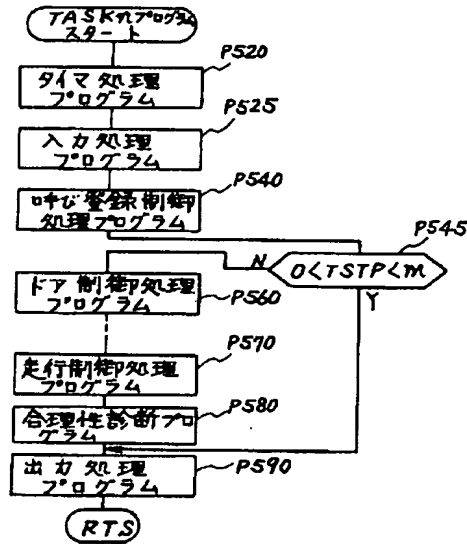 TASKnプログラム
スタート
P520
タイマ処理
プログラム
P525
入力処理
プログラム
P540
呼び登録制御
処理プログラム
P545
0<TSTP<m
N
Y
ドア制御処理
プログラム
P560
P570
走行制御処理
プログラム
P580
合理性診断プロ
グラム
P590
出力処理
プログラム
RTS